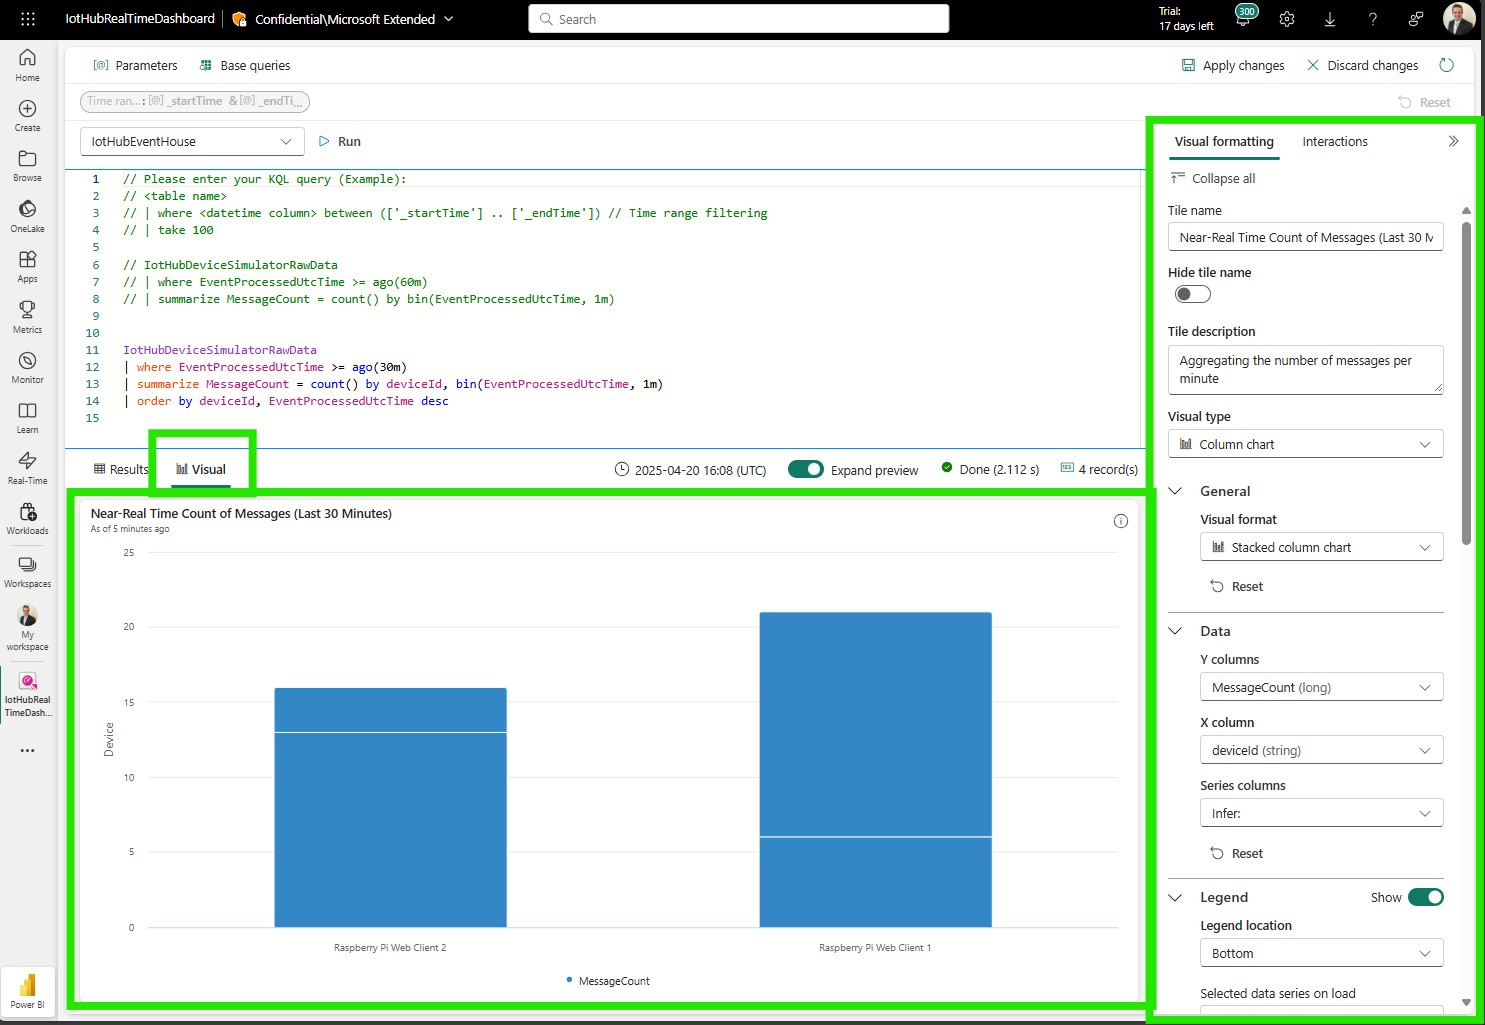 IotHubRealTimeDashboard
Confidential\Microsoft Extended
Search
Trial:
17 days left
300
Home
Create
Browse
OneLake
Apps
Metrics
Monitor
Learn
Real-Time
Workloads
Workspaces
My
workspace
IotHubReal
TimeDash...
Power BI
Parameters
Base queries
Apply changes
Discard changes
Time ran...: _startTime & _endTi...
Reset
IotHubEventHouse
Run
1 // Please enter your KQL query (Example):
2 // <table name>
3 // | where <datetime column> between (['_startTime'] .. ['_endTime']) // Time range filtering
4 // | take 100
5
6 // IotHubDeviceSimulatorRawData
7 // | where EventProcessedUtcTime >= ago(60m)
8 // | summarize MessageCount = count() by bin(EventProcessedUtcTime, 1m)
9
10
11 IotHubDeviceSimulatorRawData
12 | where EventProcessedUtcTime >= ago(30m)
13 | summarize MessageCount = count() by deviceId, bin(EventProcessedUtcTime, 1m)
14 | order by deviceId, EventProcessedUtcTime desc
15
Results
Visual
2025-04-20 16:08 (UTC)
Expand preview
Done (2.112 s)
4 record(s)
Near-Real Time Count of Messages (Last 30 Minutes)
As of 5 minutes ago
25
20
15
10
5
0
Device
Raspberry Pi Web Client 2
Raspberry Pi Web Client 1
MessageCount
Visual formatting
Interactions
Collapse all
Tile name
Near-Real Time Count of Messages (Last 30 M
Hide tile name
Tile description
Aggregating the number of messages per
minute
Visual type
Column chart
General
Visual format
Stacked column chart
Reset
Data
Y columns
MessageCount (long)
X column
deviceId (string)
Series columns
Infer:
Reset
Legend
Show
Legend location
Bottom
Selected data series on load